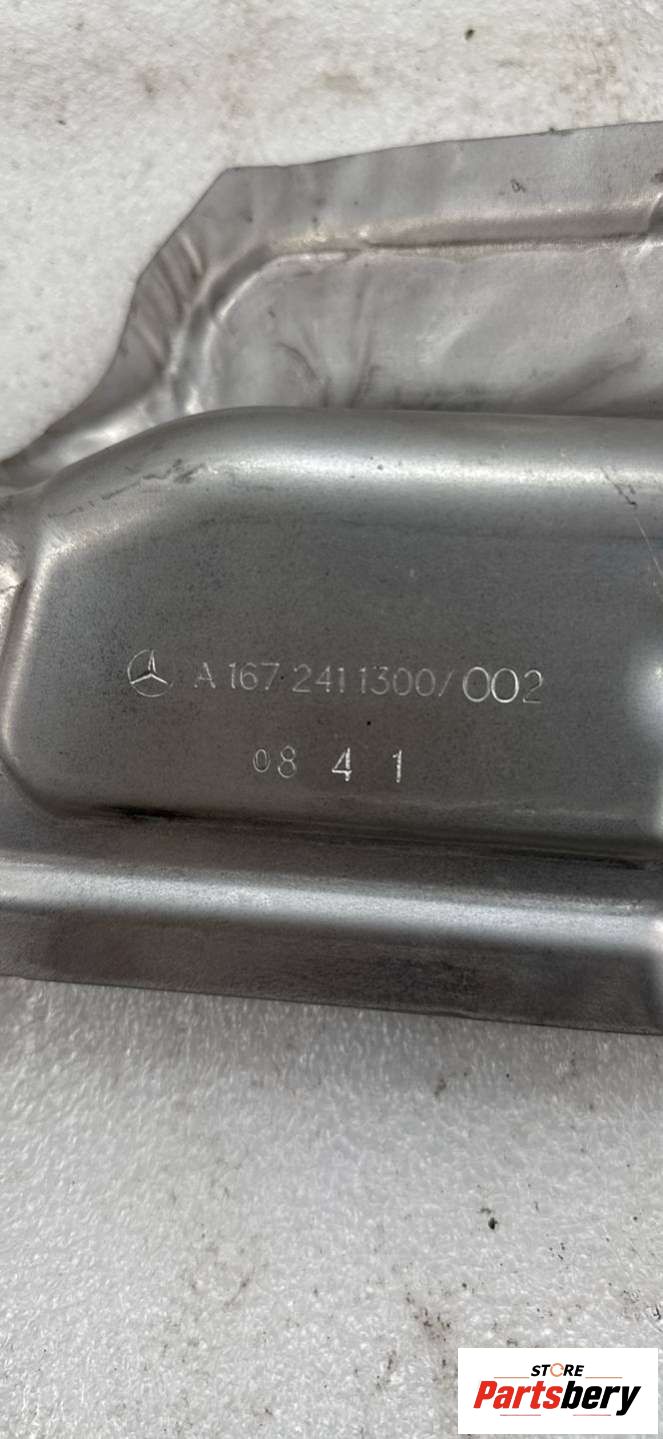 A 167 241 1300/002
08 4 1
STORE
Partsbery